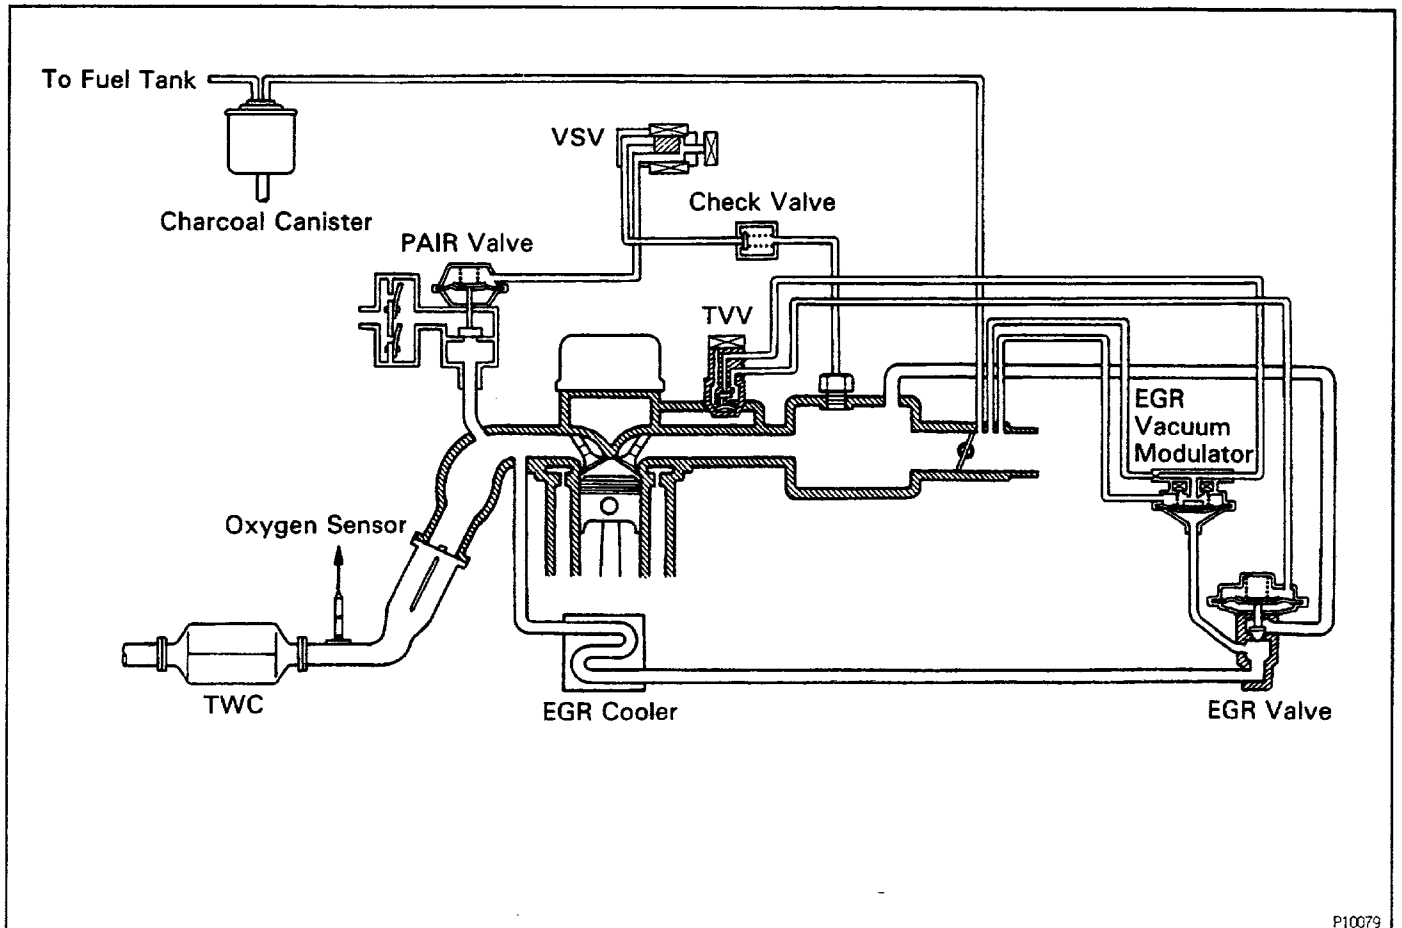 To Fuel Tank
VSV
Check Valve
Charcoal Canister
PAIR Valve
TVV
EGR
Vacuum
Modulator
Oxygen Sensor
TWC
EGR Cooler
EGR Valve
P10079